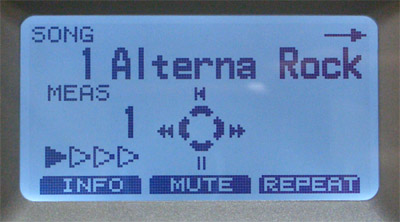 SONG
1 Alterna Rock
MEAS
1
INFO MUTE REPEAT